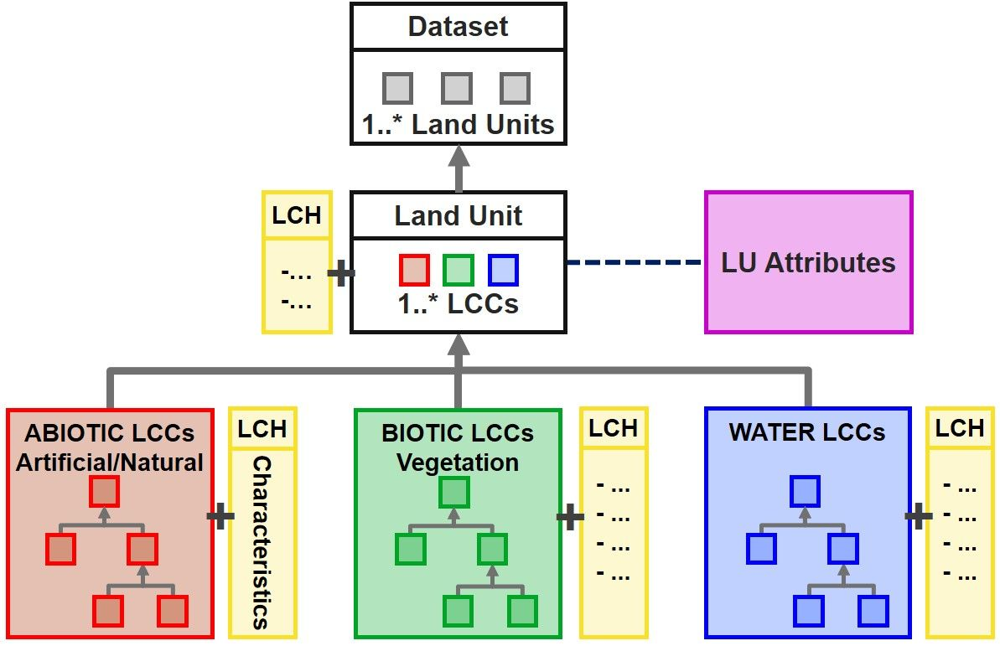 Dataset
1..* Land Units
LCH
-...
-...
Land Unit
1..* LCCs
LU Attributes
ABIOTIC LCCs
Artificial/Natural
LCH
Characteristics
BIOTIC LCCs
Vegetation
LCH
- ...
- ...
- ...
- ...
WATER LCCs
LCH
- ...
- ...
- ...
- ...